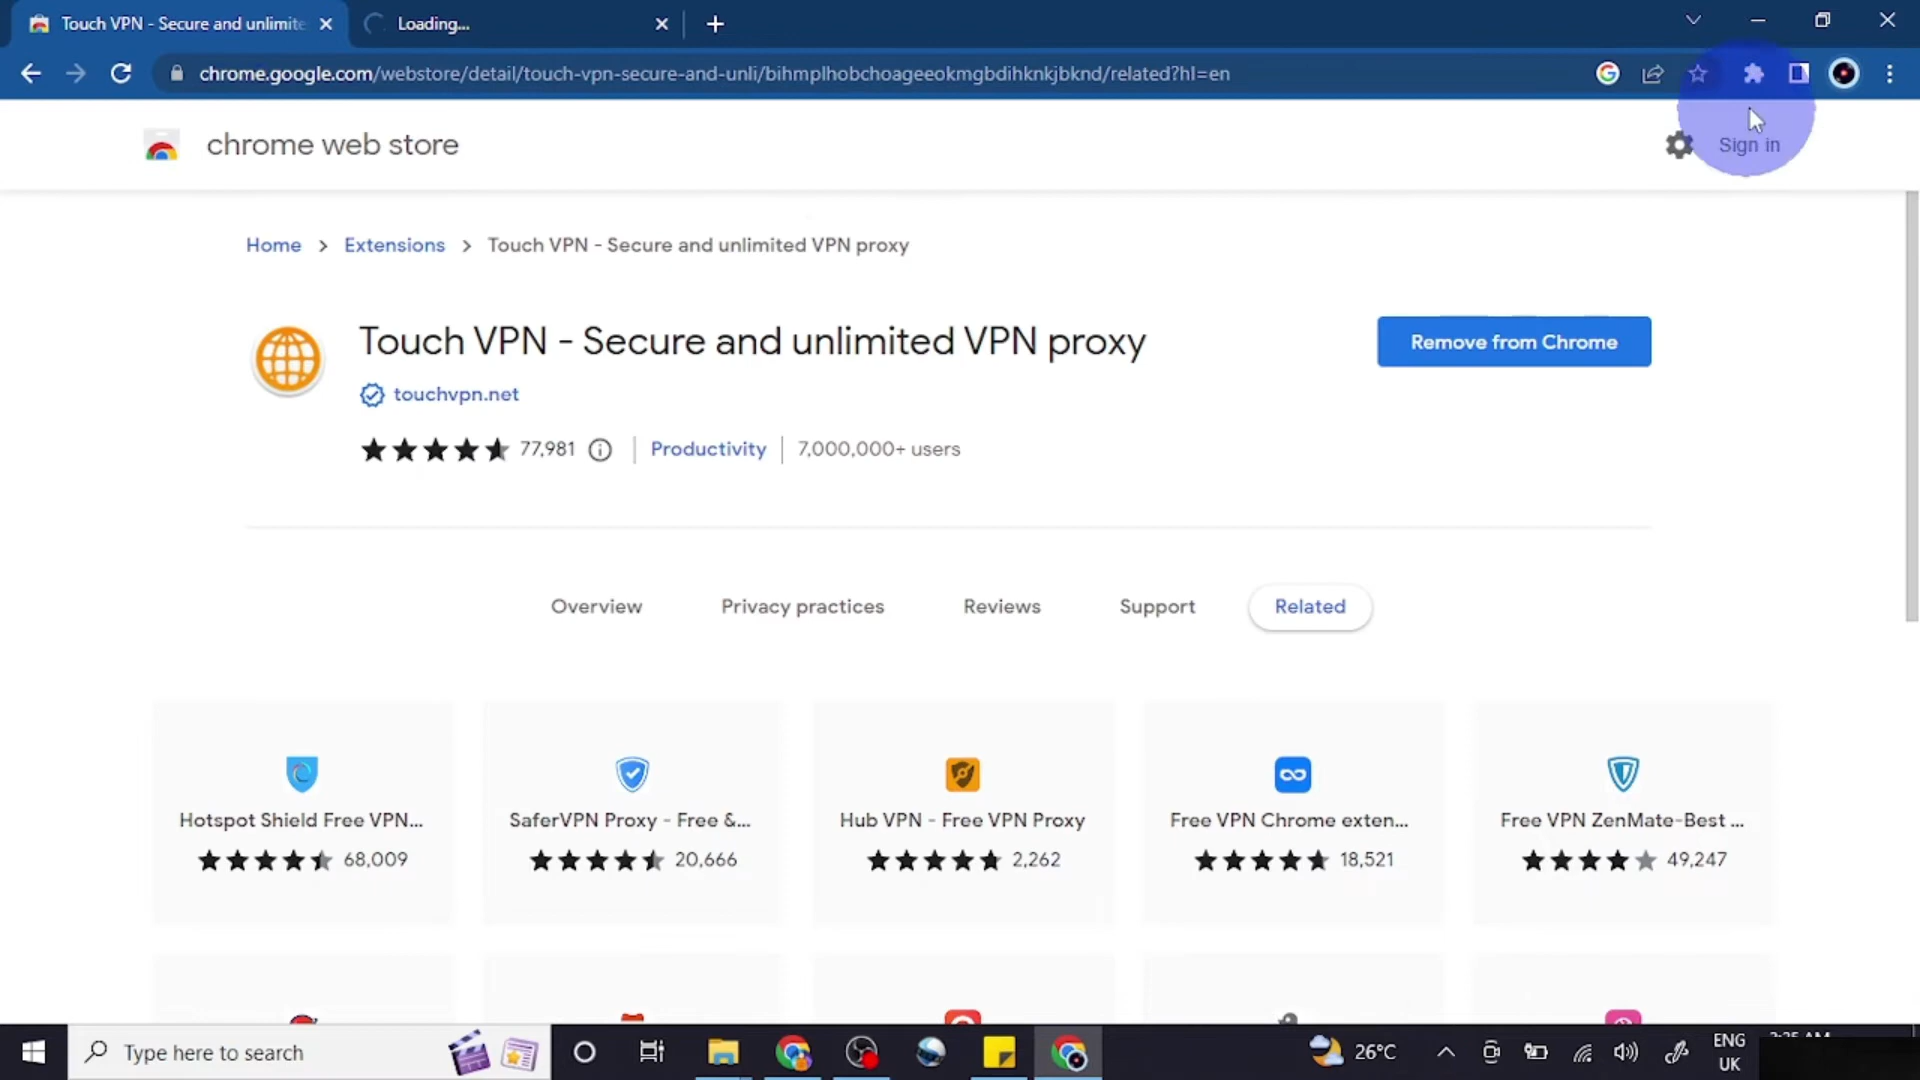 Touch VPN - Secure and unlimite
Loading...
chrome.google.com/webstore/detail/touch-vpn-secure-and-unli/bihmplhobchoageeokmgbdihknkjbknd/related?hl=en
chrome web store
Sign in
Home > Extensions > Touch VPN - Secure and unlimited VPN proxy
Touch VPN - Secure and unlimited VPN proxy
Remove from Chrome
touchvpn.net
77,981
Productivity
7,000,000+ users
Overview
Privacy practices
Reviews
Support
Related
Hotspot Shield Free VPN...
68,009
SaferVPN Proxy - Free &...
20,666
Hub VPN - Free VPN Proxy
2,262
Free VPN Chrome exten...
18,521
Free VPN ZenMate-Best ...
49,247
Type here to search
26°C
ENG
UK